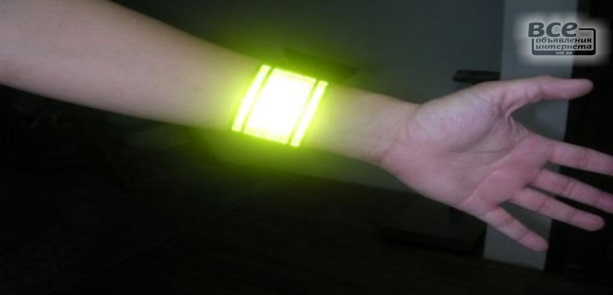 ВСЕ
объявления
интернета